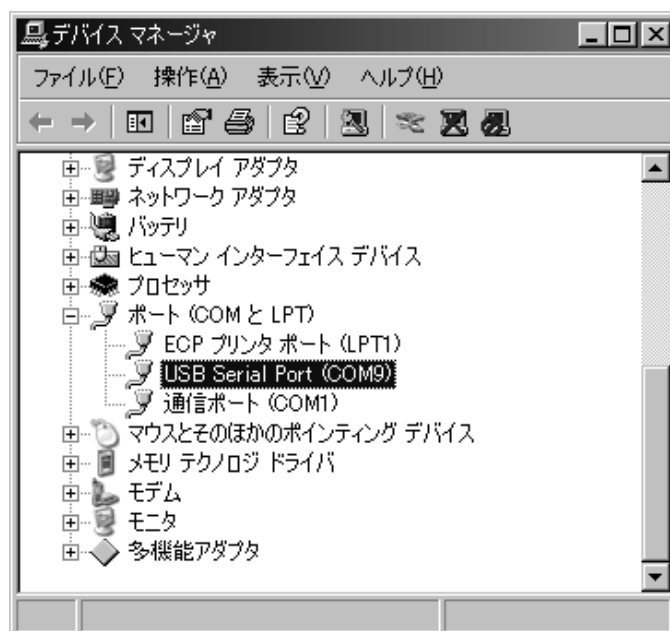 デバイス マネージャ
ファイル(F) 操作(A) 表示(V) ヘルプ(H)
ディスプレイ アダプタ
ネットワーク アダプタ
バッテリ
ヒューマン インターフェイス デバイス
プロセッサ
ポート (COM と LPT)
ECP プリンタ ポート (LPT1)
USB Serial Port (COM9)
通信ポート (COM1)
マウスとそのほかのポインティング デバイス
メモリ テクノロジ ドライバ
モデム
モニタ
多機能アダプタ